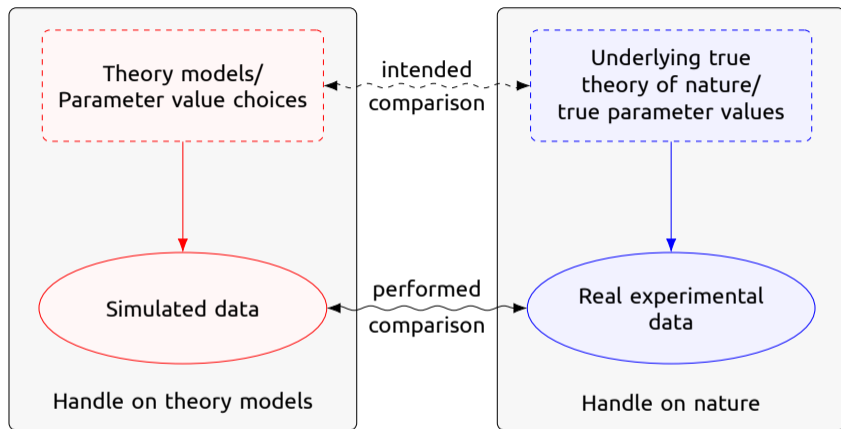 Theory models/
Parameter value choices
intended
comparison
Underlying true
theory of nature/
true parameter values
Simulated data
performed
comparison
Real experimental
data
Handle on theory models
Handle on nature